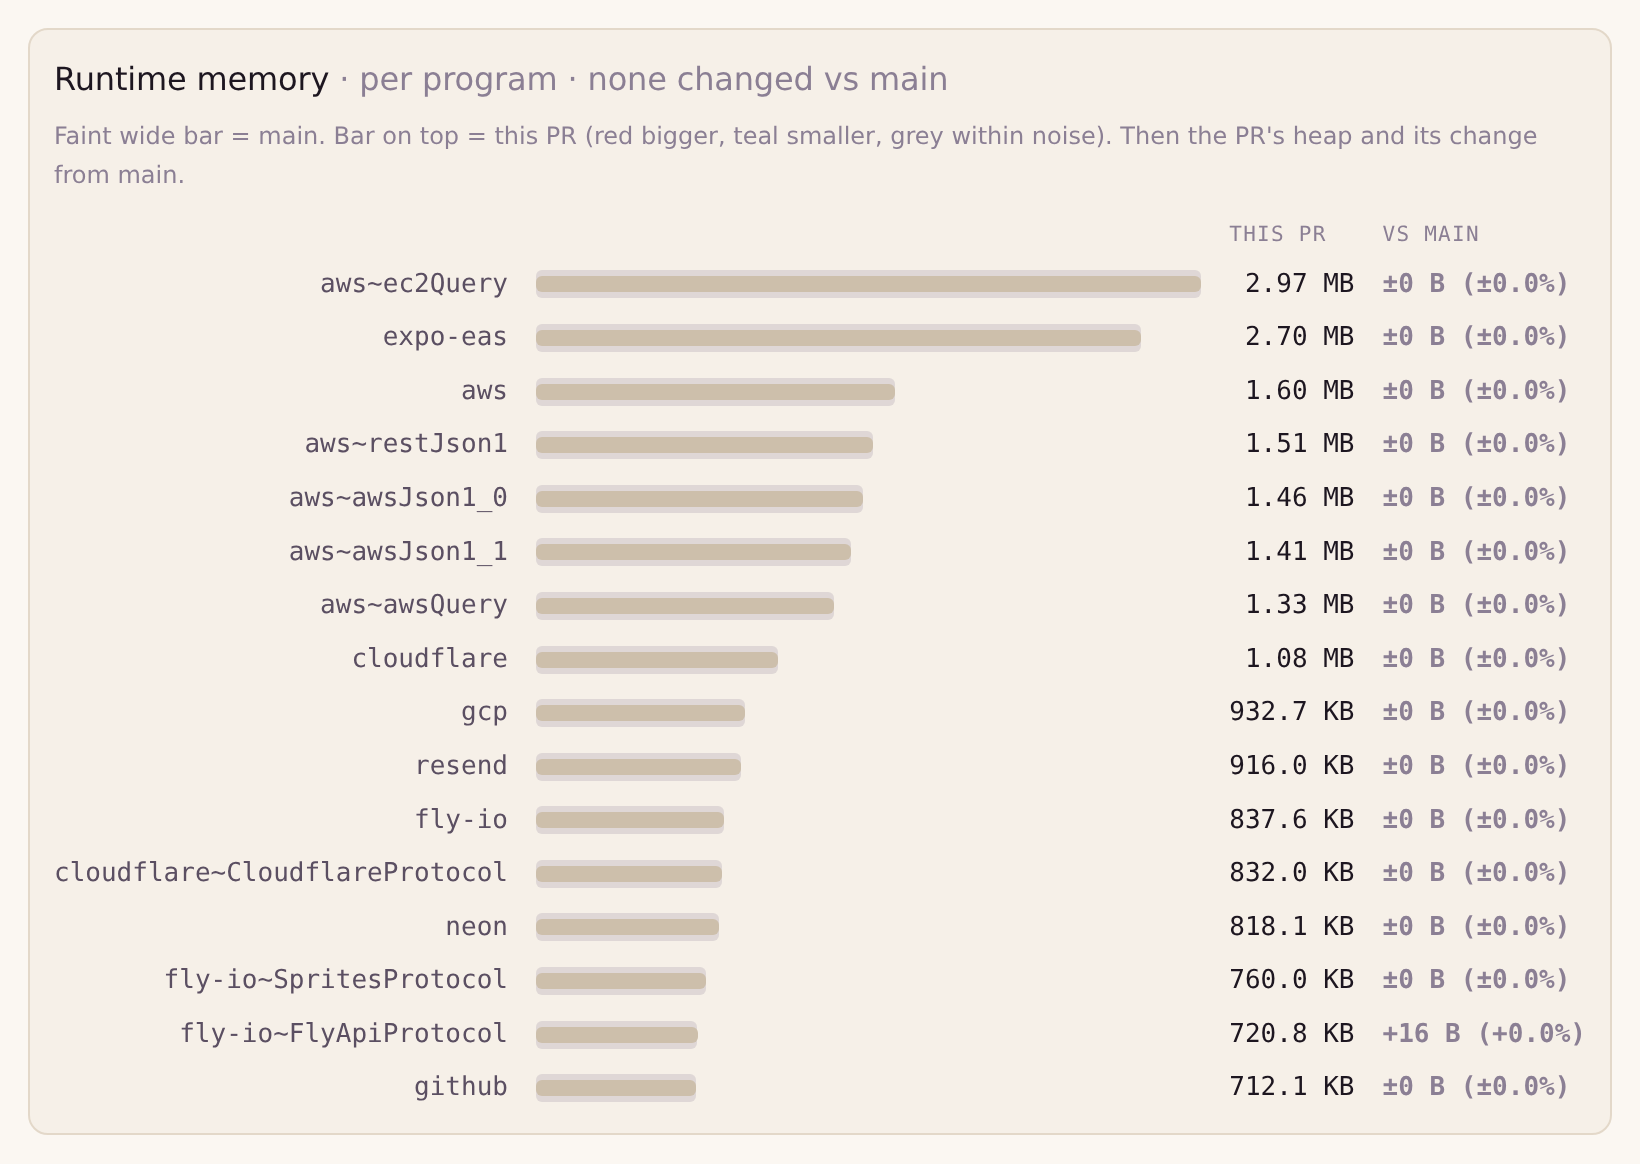 Runtime memory · per program · none changed vs main
Faint wide bar = main. Bar on top = this PR (red bigger, teal smaller, grey within noise). Then the PR's heap and its change
from main.
THIS PR VS MAIN
aws~ec2Query 2.97 MB ±0 B (±0.0%)
expo-eas 2.70 MB ±0 B (±0.0%)
aws 1.60 MB ±0 B (±0.0%)
aws~restJson1 1.51 MB ±0 B (±0.0%)
aws~awsJson1_0 1.46 MB ±0 B (±0.0%)
aws~awsJson1_1 1.41 MB ±0 B (±0.0%)
aws~awsQuery 1.33 MB ±0 B (±0.0%)
cloudflare 1.08 MB ±0 B (±0.0%)
gcp 932.7 KB ±0 B (±0.0%)
resend 916.0 KB ±0 B (±0.0%)
fly-io 837.6 KB ±0 B (±0.0%)
cloudflare~CloudflareProtocol 832.0 KB ±0 B (±0.0%)
neon 818.1 KB ±0 B (±0.0%)
fly-io~SpritesProtocol 760.0 KB ±0 B (±0.0%)
fly-io~FlyApiProtocol 720.8 KB +16 B (+0.0%)
github 712.1 KB ±0 B (±0.0%)